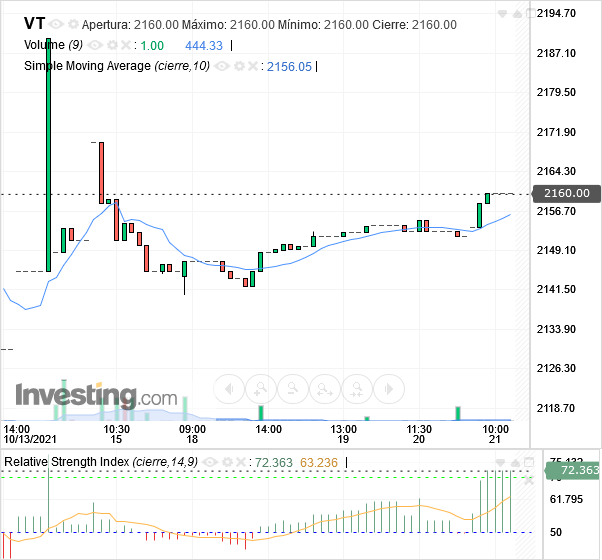 VT Apertura: 2160.00 Máximo: 2160.00 Mínimo: 2160.00 Cierre: 2160.00
Volume (9) : 1.00 444.33
Simple Moving Average (cierre,10) : 2156.05
2194.70
2187.10
2179.50
2171.90
2164.30
2160.00
2156.70
2149.10
2141.50
2133.90
2126.30
2118.70
Investing.com
14:00 10:30 09:00 14:00 13:00 11:30 10:00
10/13/2021 15 18 19 20 21
Relative Strength Index (cierre,14,9) : 72.363 63.236
75.132
72.363
70
61.795
50